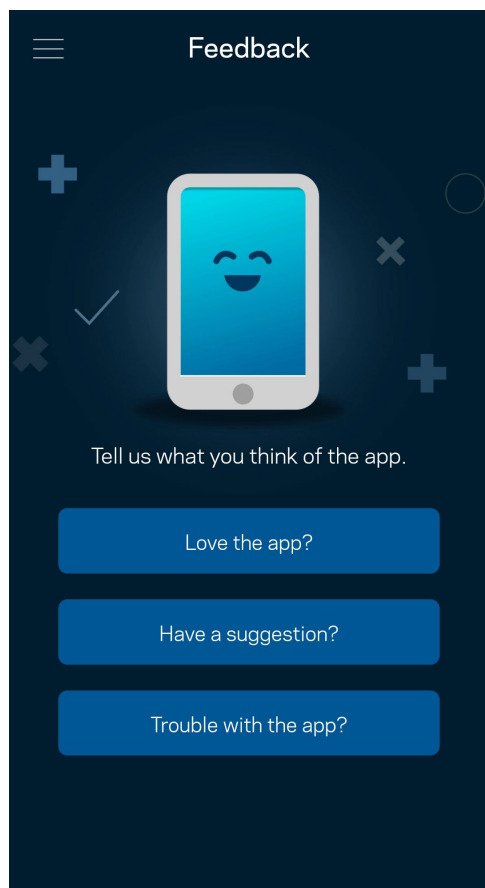 Feedback
Tell us what you think of the app.
Love the app?
Have a suggestion?
Trouble with the app?